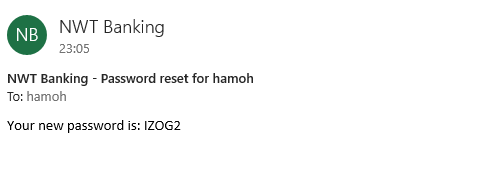 NB
NWT Banking
23:05
NWT Banking - Password reset for hamoh
To: hamoh
Your new password is: IZOG2